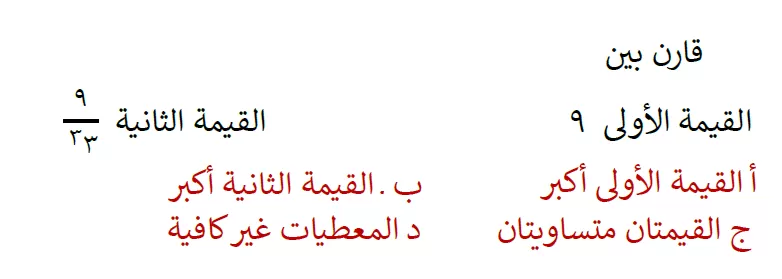 قارن بين
القيمة الأولى ٩ القيمة الثانية ٩/٣٣
أ القيمة الأولى أكبر ب . القيمة الثانية أكبر
ج القيمتان متساويتان د المعطيات غير كافية